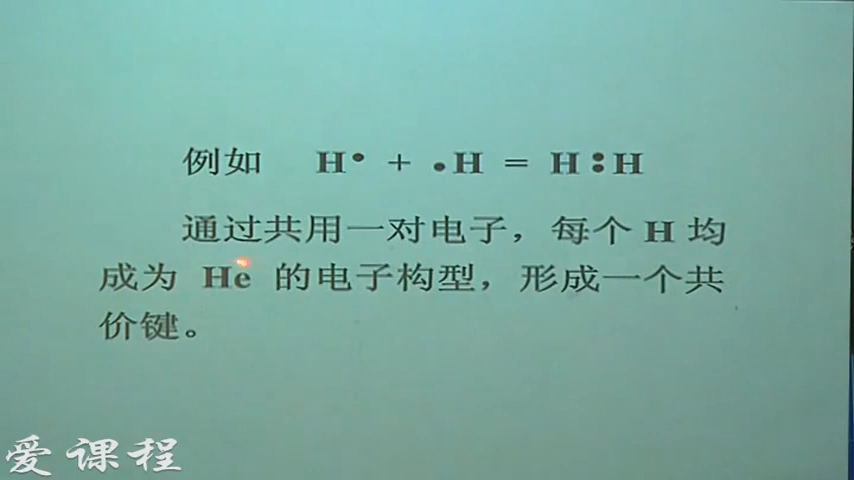 例如 H• + •H = H:H
通过共用一对电子，每个 H 均
成为 He 的电子构型，形成一个共
价键。
爱课程